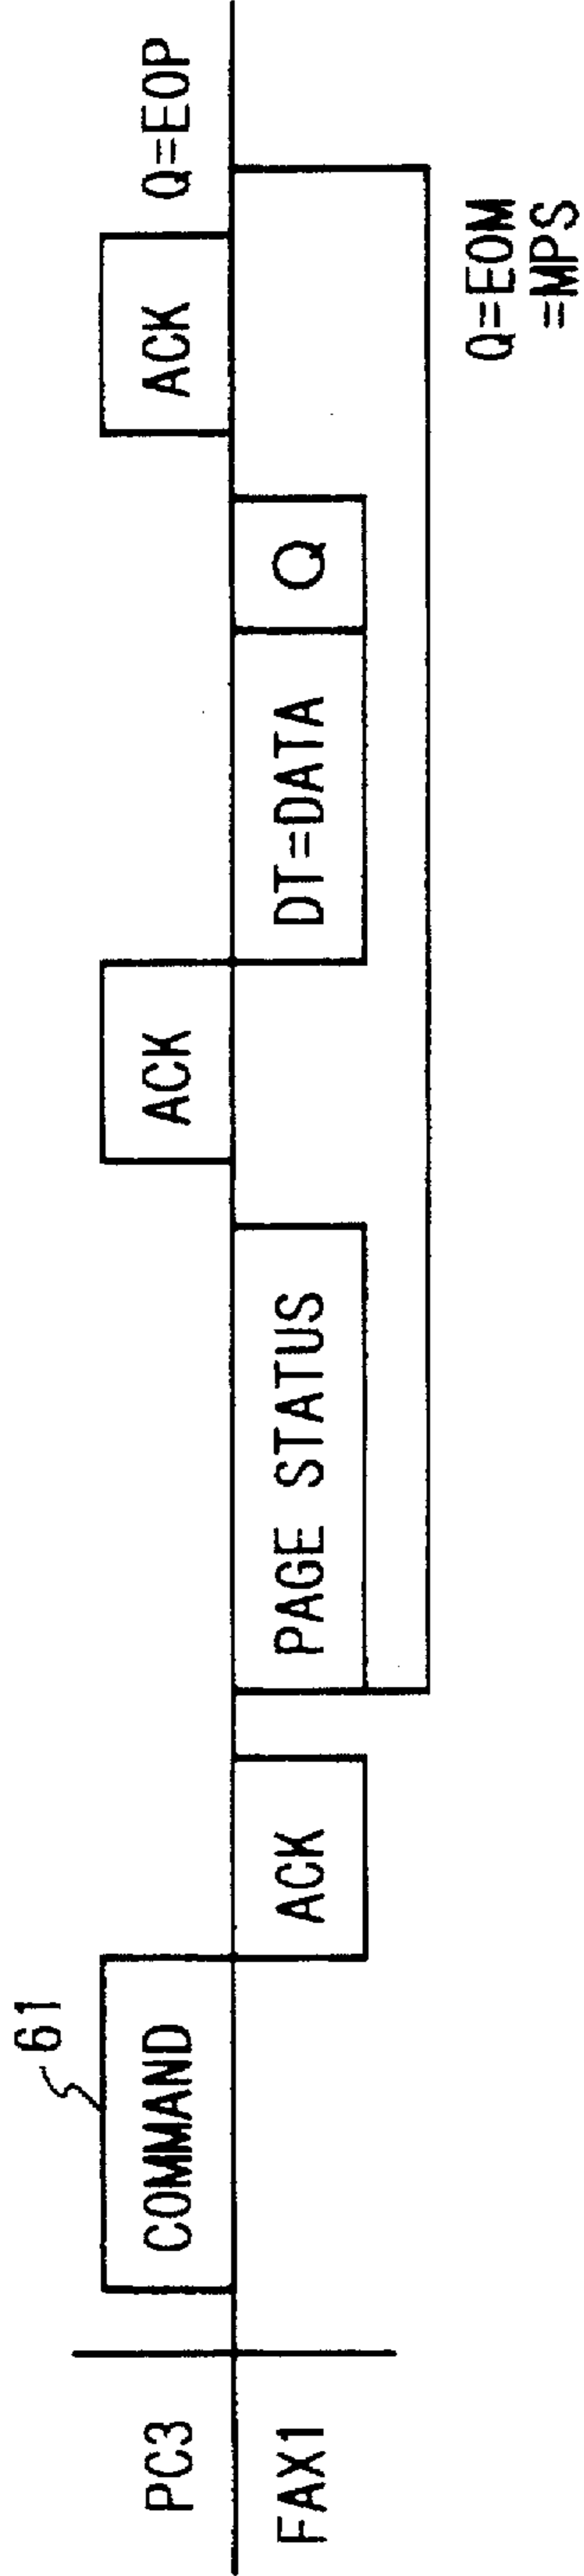 PC3
FAX1
61
COMMAND
ACK
PAGE STATUS
ACK
DT=DATA
Q
ACK
Q=EOP
Q=EOM
=MPS